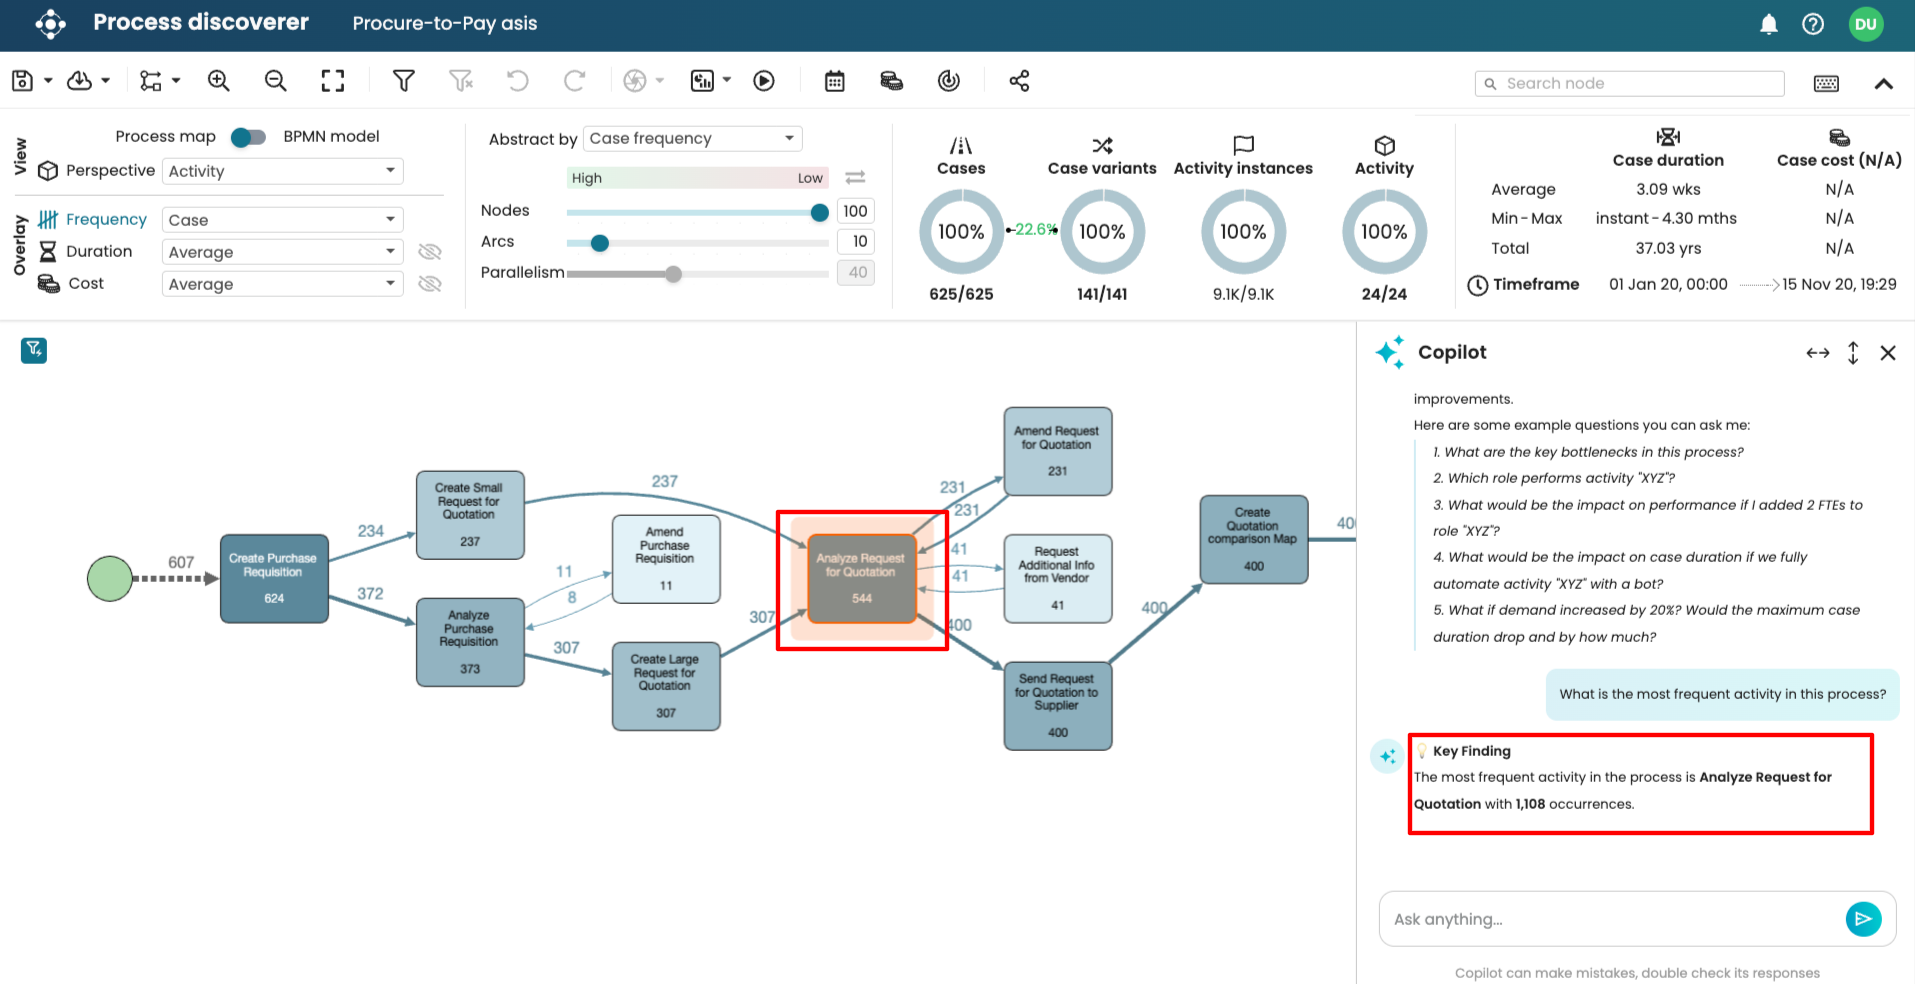 Process discoverer
Procure-to-Pay asis
DU
Search node
View
Process map
BPMN model
Perspective
Activity
Overlay
Frequency
Case
Duration
Average
Cost
Average
Abstract by
Case frequency
High
Low
Nodes
100
Arcs
10
Parallelism
40
Cases
100%
625/625
22.6%
Case variants
100%
141/141
Activity instances
100%
9.1K/9.1K
Activity
100%
24/24
Case duration
Case cost (N/A)
Average
3.09 wks
N/A
Min - Max
instant - 4.30 mths
N/A
Total
37.03 yrs
N/A
Timeframe
01 Jan 20, 00:00
15 Nov 20, 19:29
607
Create Purchase
Requisition
624
234
372
Create Small
Request for
Quotation
237
Analyze
Purchase
Requisition
373
237
11
8
307
Amend
Purchase
Requisition
11
Create Large
Request for
Quotation
307
307
Analyze Request
for Quotation
544
231
231
41
41
400
Amend Request
for Quotation
231
Request
Additional Info
from Vendor
41
Send Request
for Quotation to
Supplier
400
400
Create
Quotation
comparison Map
400
Copilot
improvements.
Here are some example questions you can ask me:
1. What are the key bottlenecks in this process?
2. Which role performs activity "XYZ"?
3. What would be the impact on performance if I added 2 FTEs to
role "XYZ"?
4. What would be the impact on case duration if we fully
automate activity "XYZ" with a bot?
5. What if demand increased by 20%? Would the maximum case
duration drop and by how much?
What is the most frequent activity in this process?
Key Finding
The most frequent activity in the process is Analyze Request for
Quotation with 1,108 occurrences.
Ask anything...
Copilot can make mistakes, double check its responses